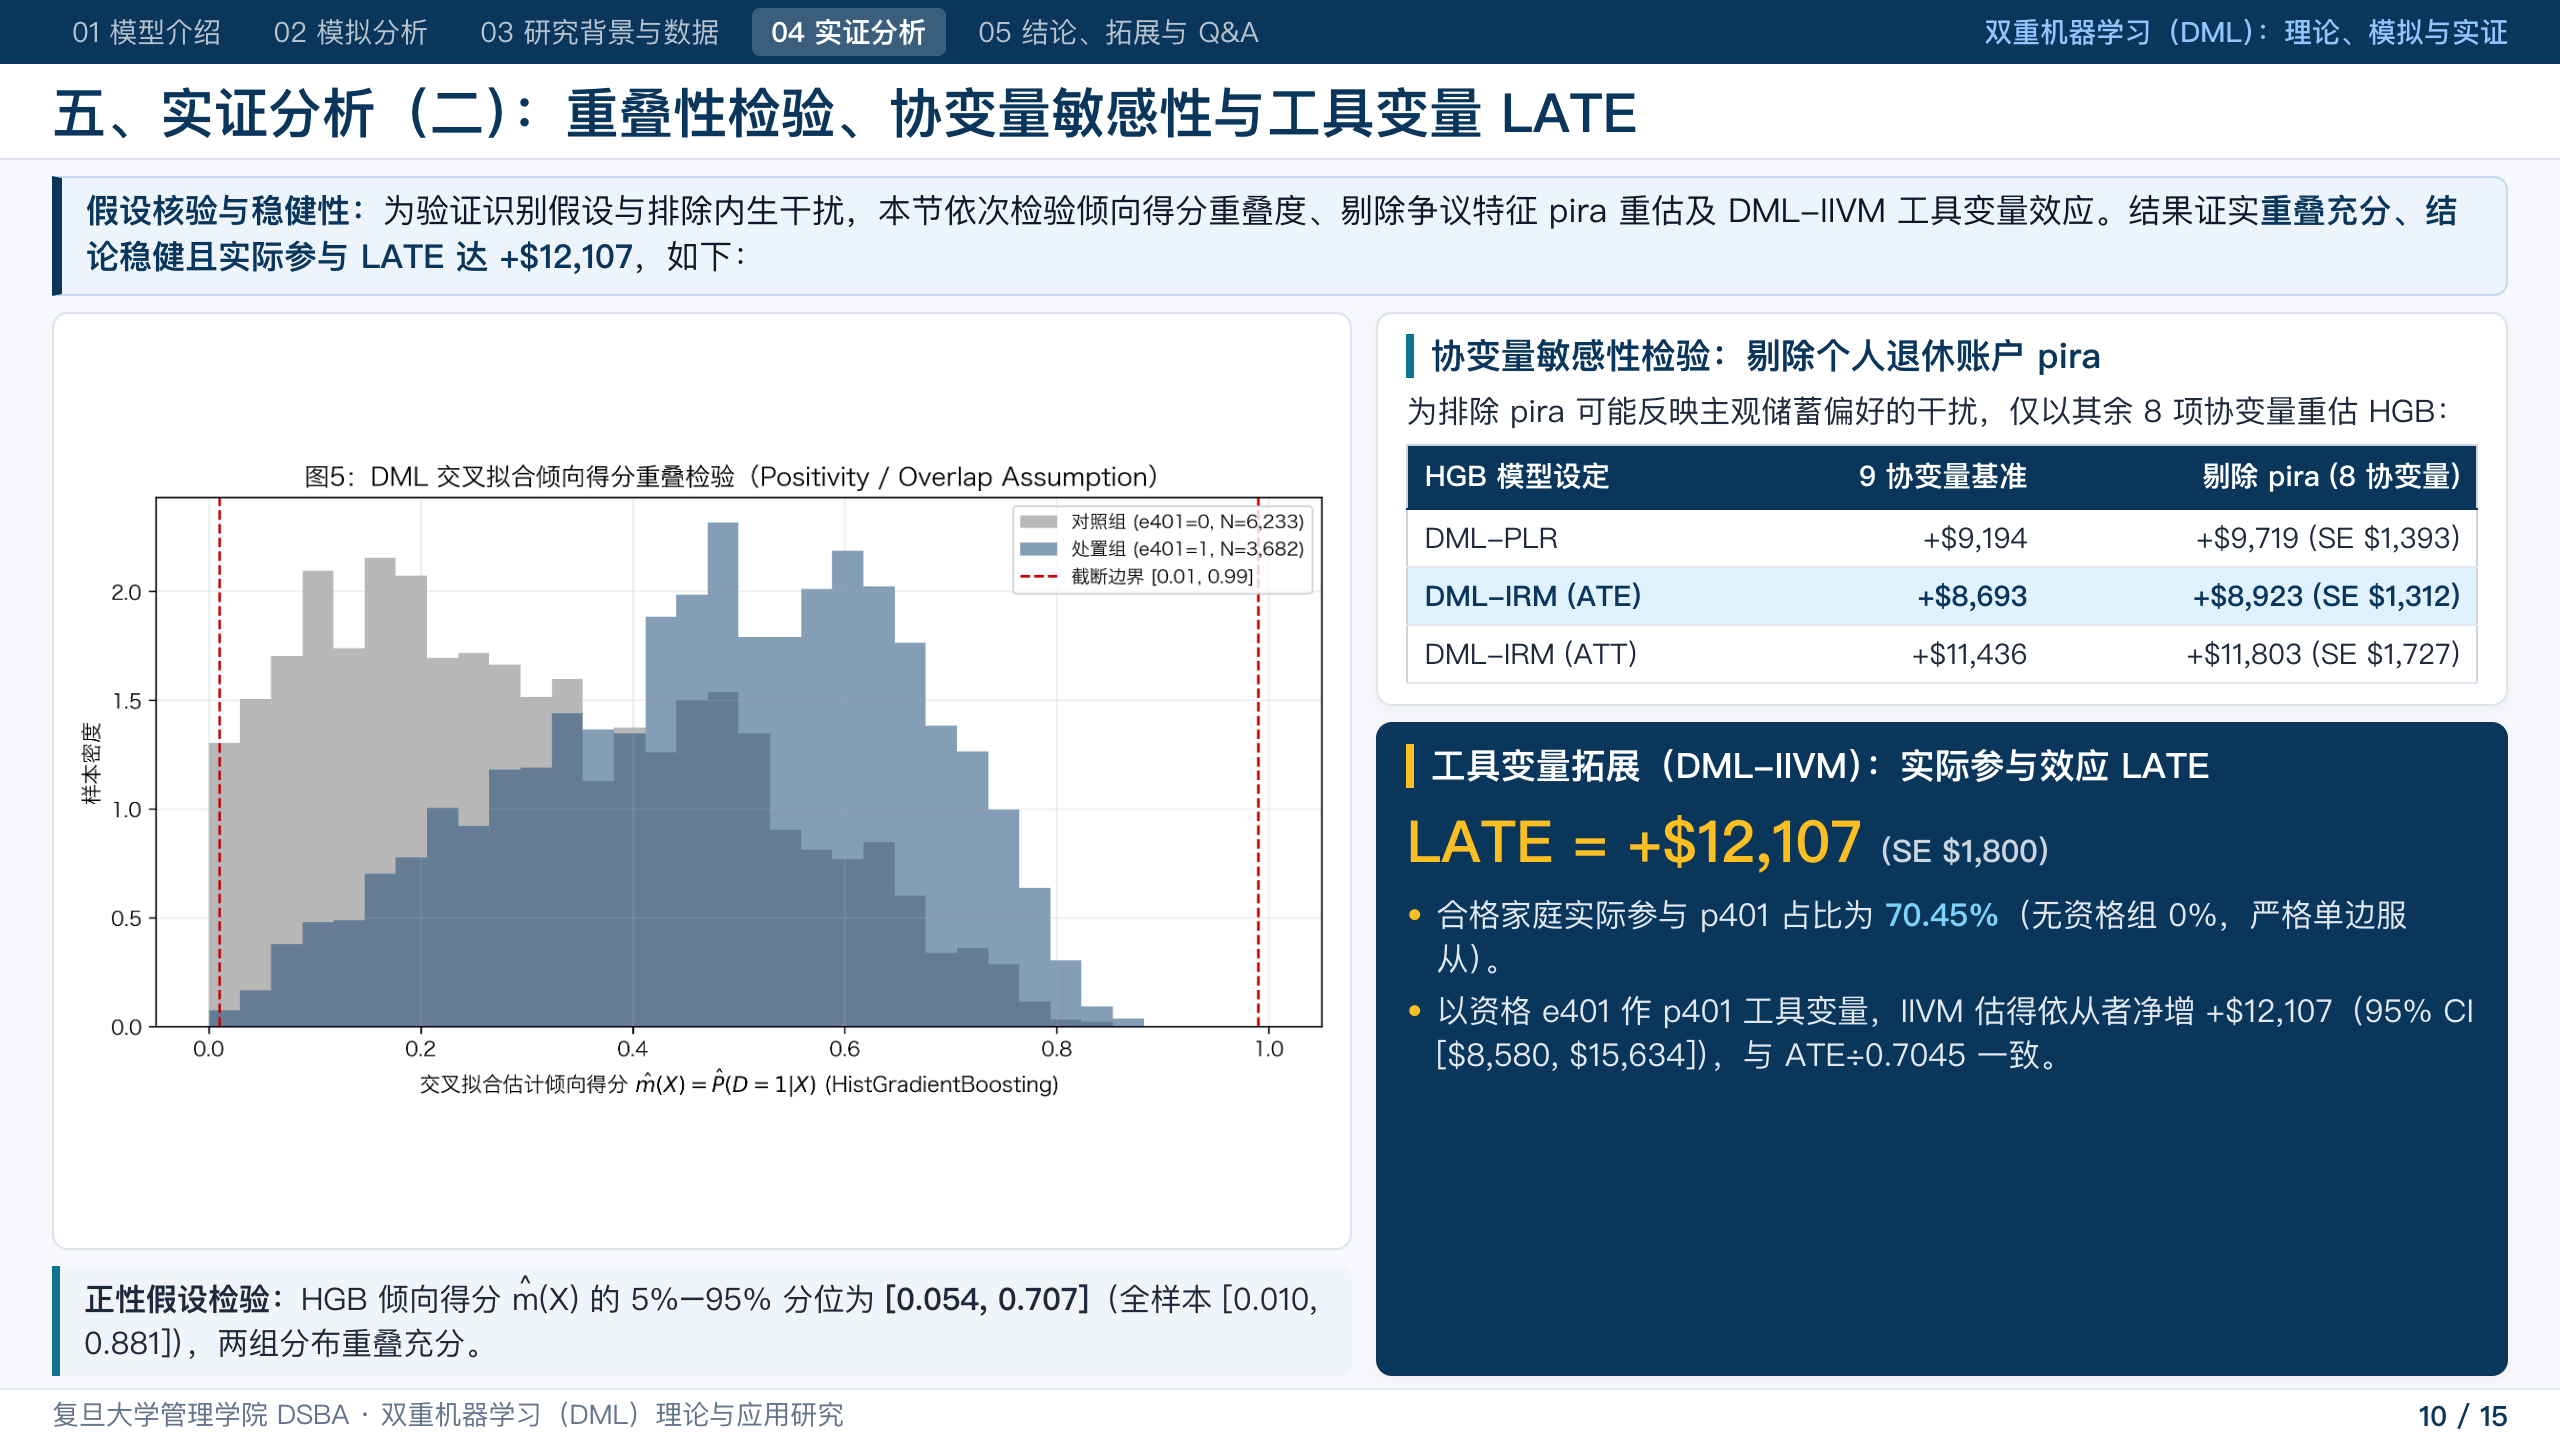 01 模型介绍
02 模拟分析
03 研究背景与数据
04 实证分析
05 结论、拓展与 Q&A
双重机器学习（DML）：理论、模拟与实证
五、实证分析（二）：重叠性检验、协变量敏感性与工具变量 LATE
假设核验与稳健性：为验证识别假设与排除内生干扰，本节依次检验倾向得分重叠度、剔除争议特征 pira 重估及 DML-IIVM 工具变量效应。结果证实重叠充分、结
论稳健且实际参与 LATE 达 +$12,107，如下：
图5：DML 交叉拟合倾向得分重叠检验（Positivity / Overlap Assumption）
对照组 (e401=0, N=6,233)
处置组 (e401=1, N=3,682)
截断边界 [0.01, 0.99]
样本密度
2.0
1.5
1.0
0.5
0.0
0.0 0.2 0.4 0.6 0.8 1.0
交叉拟合估计倾向得分 m̂(X) = P̂(D = 1|X) (HistGradientBoosting)
正性假设检验：HGB 倾向得分 m̂(X) 的 5%–95% 分位为 [0.054, 0.707]（全样本 [0.010,
0.881]），两组分布重叠充分。
协变量敏感性检验：剔除个人退休账户 pira
为排除 pira 可能反映主观储蓄偏好的干扰，仅以其余 8 项协变量重估 HGB：
HGB 模型设定 9 协变量基准 剔除 pira (8 协变量)
DML-PLR +$9,194 +$9,719 (SE $1,393)
DML-IRM (ATE) +$8,693 +$8,923 (SE $1,312)
DML-IRM (ATT) +$11,436 +$11,803 (SE $1,727)
工具变量拓展（DML-IIVM）：实际参与效应 LATE
LATE = +$12,107 (SE $1,800)
• 合格家庭实际参与 p401 占比为 70.45%（无资格组 0%，严格单边服
从）。
• 以资格 e401 作 p401 工具变量，IIVM 估得依从者净增 +$12,107（95% CI
[$8,580, $15,634]），与 ATE÷0.7045 一致。
复旦大学管理学院 DSBA · 双重机器学习（DML）理论与应用研究
10 / 15